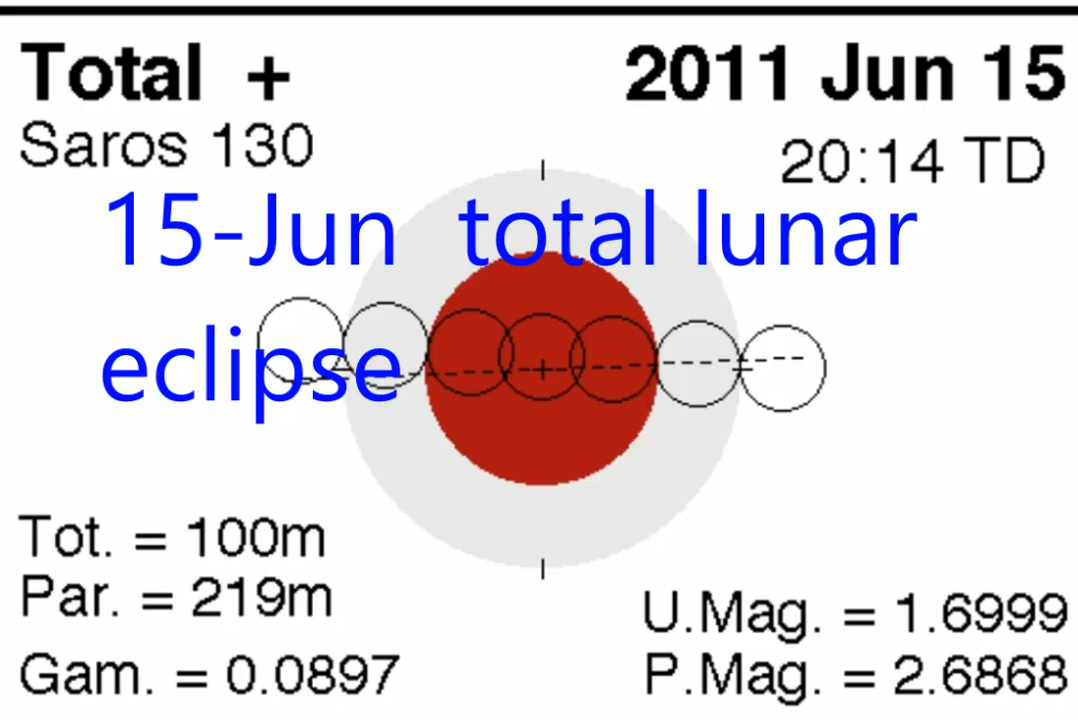 Total + 2011 Jun 15
Saros 130 20:14 TD
15-Jun total lunar
eclipse
Tot. = 100m
Par. = 219m U.Mag. = 1.6999
Gam. = 0.0897 P.Mag. = 2.6868